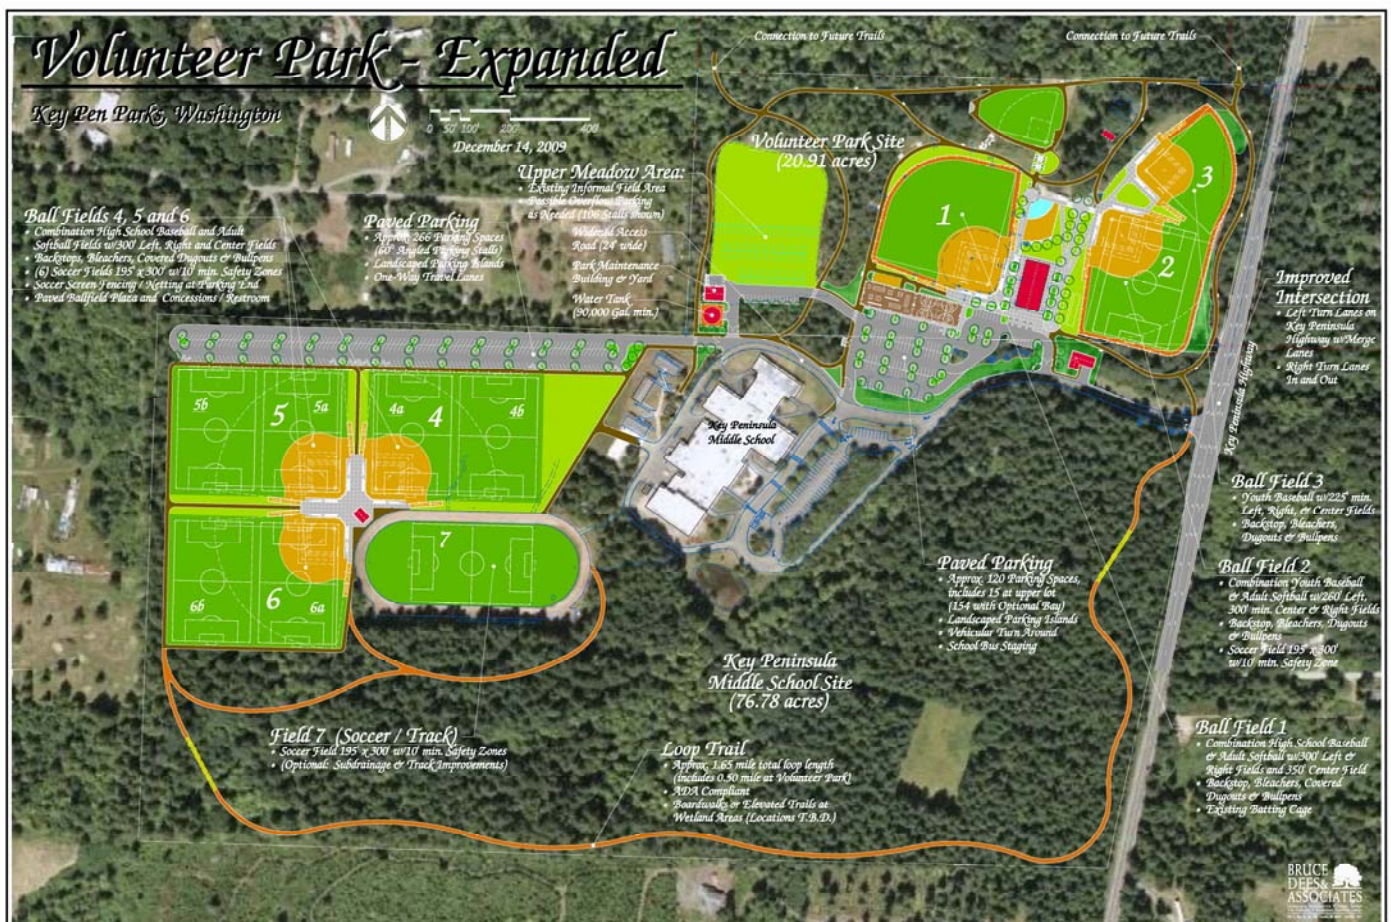 Volunteer Park - Expanded
Key Pen Parks, Washington
0 50 100 200 400
December 14, 2009
Connection to Future Trails
Connection to Future Trails
Volunteer Park Site
(20.91 acres)
Upper Meadow Area:
• Existing Informal Field Area
• Possible Overflow Parking
as Needed (106 Stalls shown)
Widened Access
Road (24' wide)
Park Maintenance
Building & Yard
Water Tank
(90,000 Gal. min.)
Ball Fields 4, 5 and 6
• Combination High School Baseball and Adult
Softball Fields w/300' Left, Right and Center Fields
• Backstops, Bleachers, Covered Dugouts & Bullpens
• (6) Soccer Fields 195' x 300' w/10' min. Safety Zones
• Soccer Screen Fencing / Netting at Parking End
• Paved Ballfield Plaza and Concessions / Restroom
Paved Parking
• Approx. 266 Parking Spaces
(60° Angled Parking Stalls)
• Landscaped Parking Islands
• One-Way Travel Lanes
1
2
3
Improved
Intersection
• Left Turn Lanes on
Key Peninsula
Highway w/Merge
Lanes
• Right Turn Lanes
In and Out
Key Peninsula Highway
5b
5
5a
4a
4
4b
Key Peninsula
Middle School
7
6b
6
6a
Ball Field 3
• Youth Baseball w/225' min.
Left, Right, & Center Fields
• Backstop, Bleachers,
Dugouts & Bullpens
Ball Field 2
• Combination Youth Baseball
& Adult Softball w/260' Left,
300' min. Center & Right Fields
• Backstop, Bleachers, Dugouts
& Bullpens
• Soccer Field 195' x 300'
w/10' min. Safety Zone
Paved Parking
• Approx. 120 Parking Spaces,
includes 15 at upper lot
(154 with Optional Bay)
• Landscaped Parking Islands
• Vehicular Turn Around
• School Bus Staging
Key Peninsula
Middle School Site
(76.78 acres)
Field 7 (Soccer / Track)
• Soccer Field 195' x 300' w/10' min. Safety Zones
• (Optional: Subdrainage & Track Improvements)
Loop Trail
• Approx. 1.65 mile total loop length
(includes 0.50 mile at Volunteer Park)
• ADA Compliant
• Boardwalks or Elevated Trails at
Wetland Areas (Locations T.B.D.)
Ball Field 1
• Combination High School Baseball
& Adult Softball w/300' Left &
Right Fields and 350' Center Field
• Backstop, Bleachers, Covered
Dugouts & Bullpens
• Existing Batting Cage
BRUCE
DEES &
ASSOCIATES